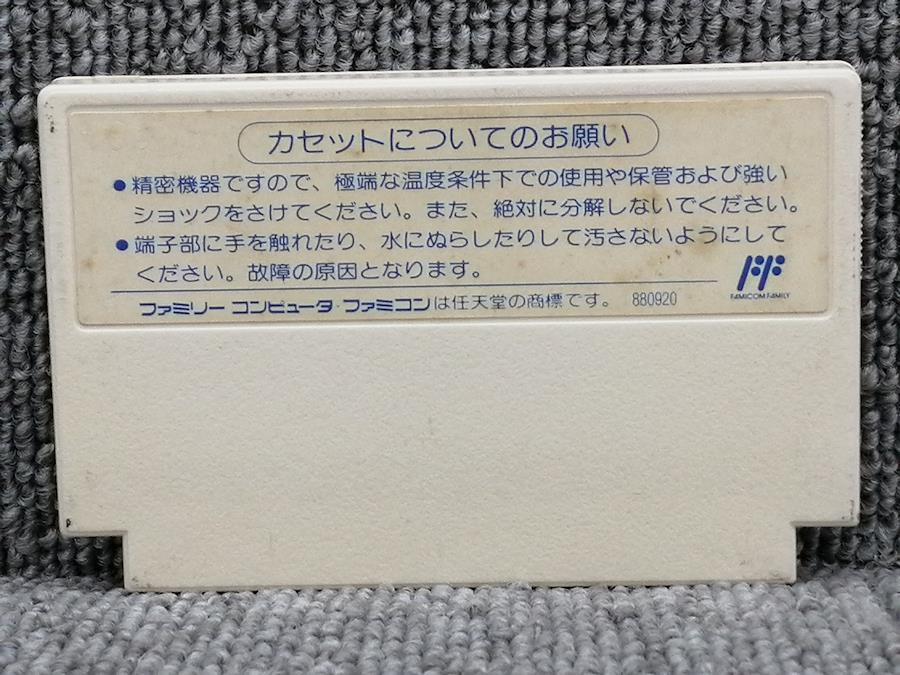 カセットについてのお願い
●精密機器ですので、極端な温度条件下での使用や保管および強い
ショックをさけてください。また、絶対に分解しないでください。
●端子部に手を触れたり、水にぬらしたりして汚さないようにして
ください。故障の原因となります。
FF
FAMICOM FAMILY
ファミリー コンピュータ・ファミコンは任天堂の商標です。 880920